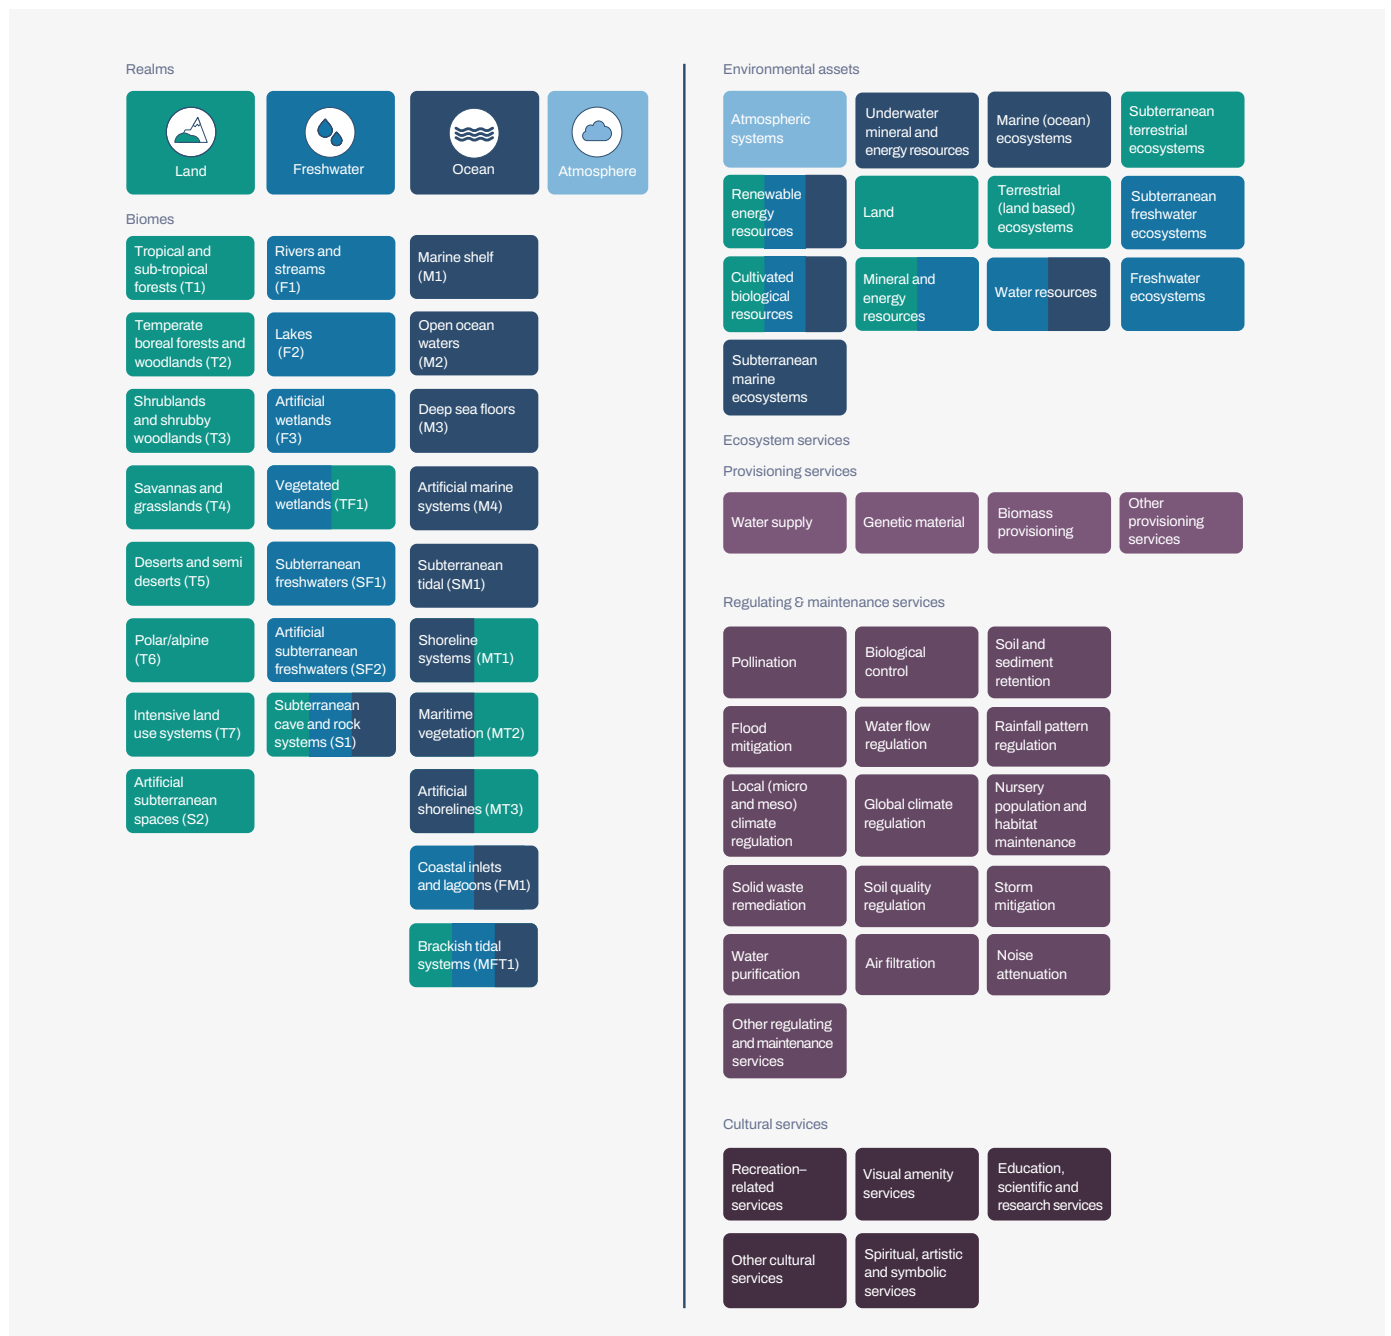 Realms
Land
Freshwater
Ocean
Atmosphere
Biomes
Tropical and
sub-tropical
forests (T1)
Temperate
boreal forests and
woodlands (T2)
Shrublands
and shrubby
woodlands (T3)
Savannas and
grasslands (T4)
Deserts and semi
deserts (T5)
Polar/alpine
(T6)
Intensive land
use systems (T7)
Artificial
subterranean
spaces (S2)
Rivers and
streams
(F1)
Lakes
(F2)
Artificial
wetlands
(F3)
Vegetated
wetlands (TF1)
Subterranean
freshwaters (SF1)
Artificial
subterranean
freshwaters (SF2)
Subterranean
cave and rock
systems (S1)
Marine shelf
(M1)
Open ocean
waters
(M2)
Deep sea floors
(M3)
Artificial marine
systems (M4)
Subterranean
tidal (SM1)
Shoreline
systems (MT1)
Maritime
vegetation (MT2)
Artificial
shorelines (MT3)
Coastal inlets
and lagoons (FM1)
Brackish tidal
systems (MFT1)
Environmental assets
Atmospheric
systems
Underwater
mineral and
energy resources
Marine (ocean)
ecosystems
Subterranean
terrestrial
ecosystems
Renewable
energy
resources
Land
Terrestrial
(land based)
ecosystems
Subterranean
freshwater
ecosystems
Cultivated
biological
resources
Mineral and
energy
resources
Water resources
Freshwater
ecosystems
Subterranean
marine
ecosystems
Ecosystem services
Provisioning services
Water supply
Genetic material
Biomass
provisioning
Other
provisioning
services
Regulating & maintenance services
Pollination
Biological
control
Soil and
sediment
retention
Flood
mitigation
Water flow
regulation
Rainfall pattern
regulation
Local (micro
and meso)
climate
regulation
Global climate
regulation
Nursery
population and
habitat
maintenance
Solid waste
remediation
Soil quality
regulation
Storm
mitigation
Water
purification
Air filtration
Noise
attenuation
Other regulating
and maintenance
services
Cultural services
Recreation–
related
services
Visual amenity
services
Education,
scientific and
research services
Other cultural
services
Spiritual, artistic
and symbolic
services